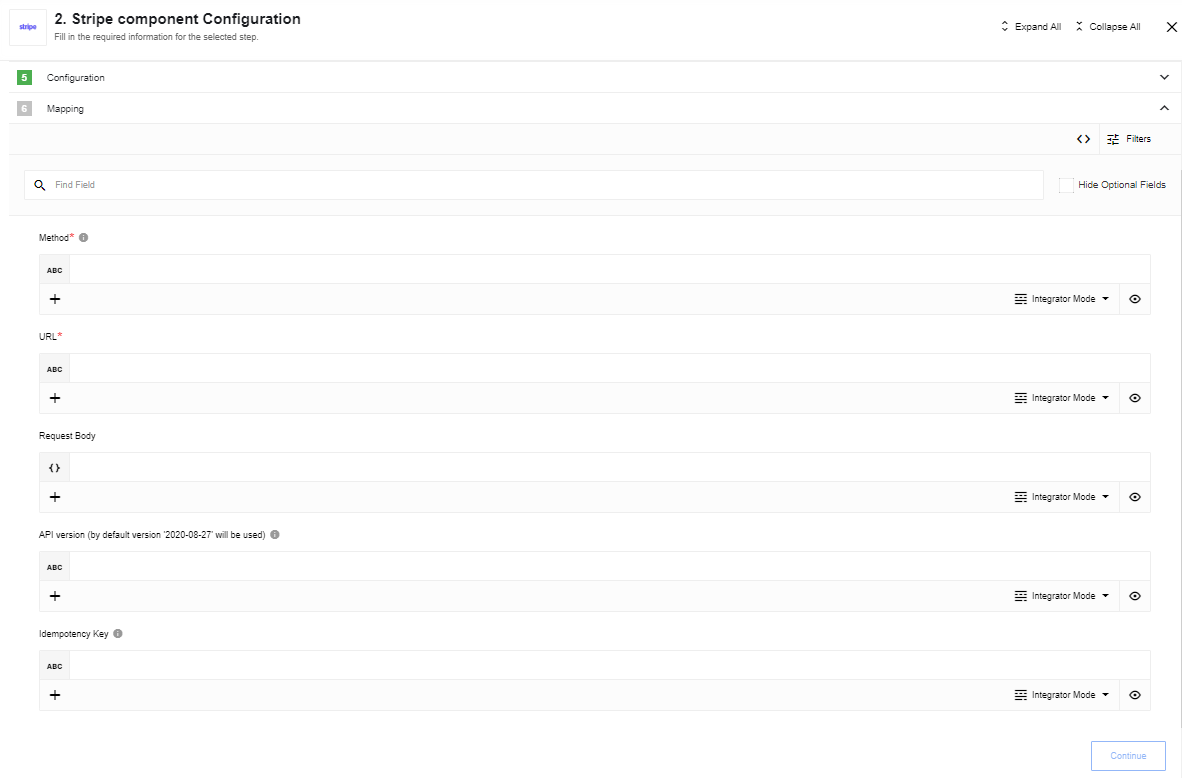 stripe
2. Stripe component Configuration
Fill in the required information for the selected step.
Expand All
Collapse All
5 Configuration
6 Mapping
Filters
Find Field
Hide Optional Fields
Method*
ABC
Integrator Mode
URL*
ABC
Integrator Mode
Request Body
{}
Integrator Mode
API version (by default version '2020-08-27' will be used)
ABC
Integrator Mode
Idempotency Key
ABC
Integrator Mode
Continue